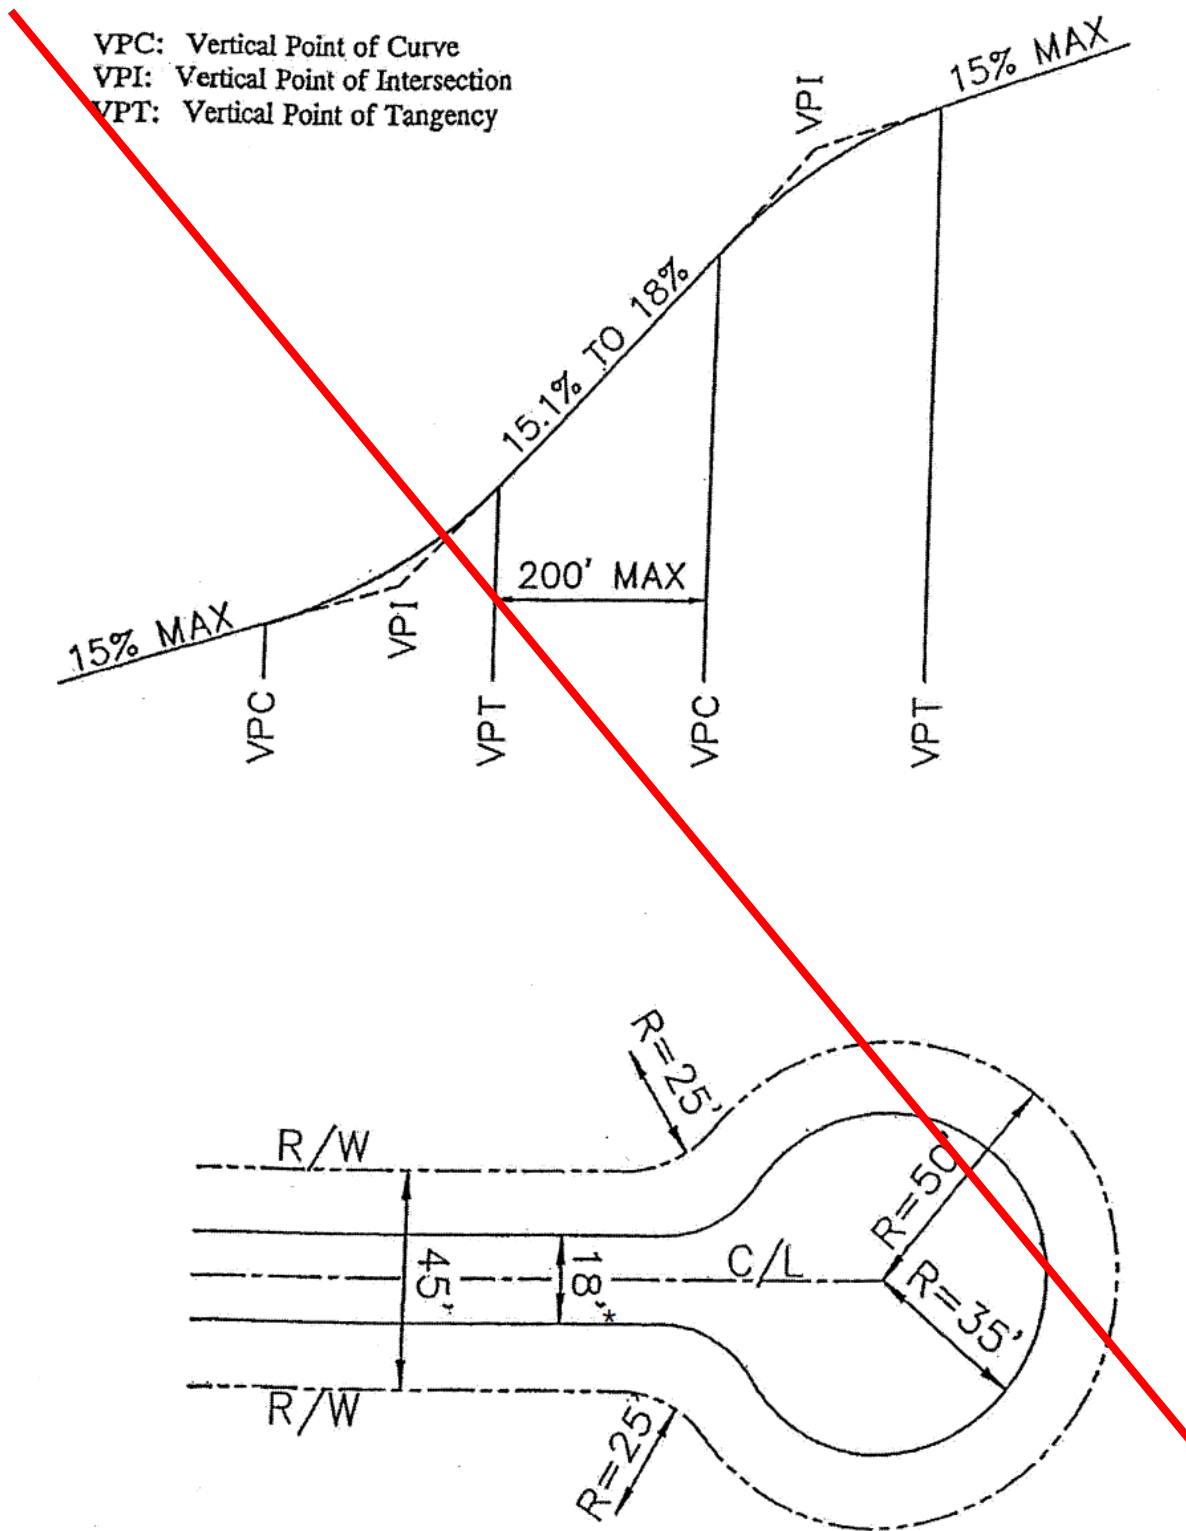 VPC: Vertical Point of Curve
VPI: Vertical Point of Intersection
VPT: Vertical Point of Tangency
15% MAX
VPI
15.1% TO 18%
200' MAX
15% MAX
VPI
VPC
VPT
VPC
VPT
R=25'
R/W
R=50'
C/L
45'
18'*
R=35'
R/W
R=25'